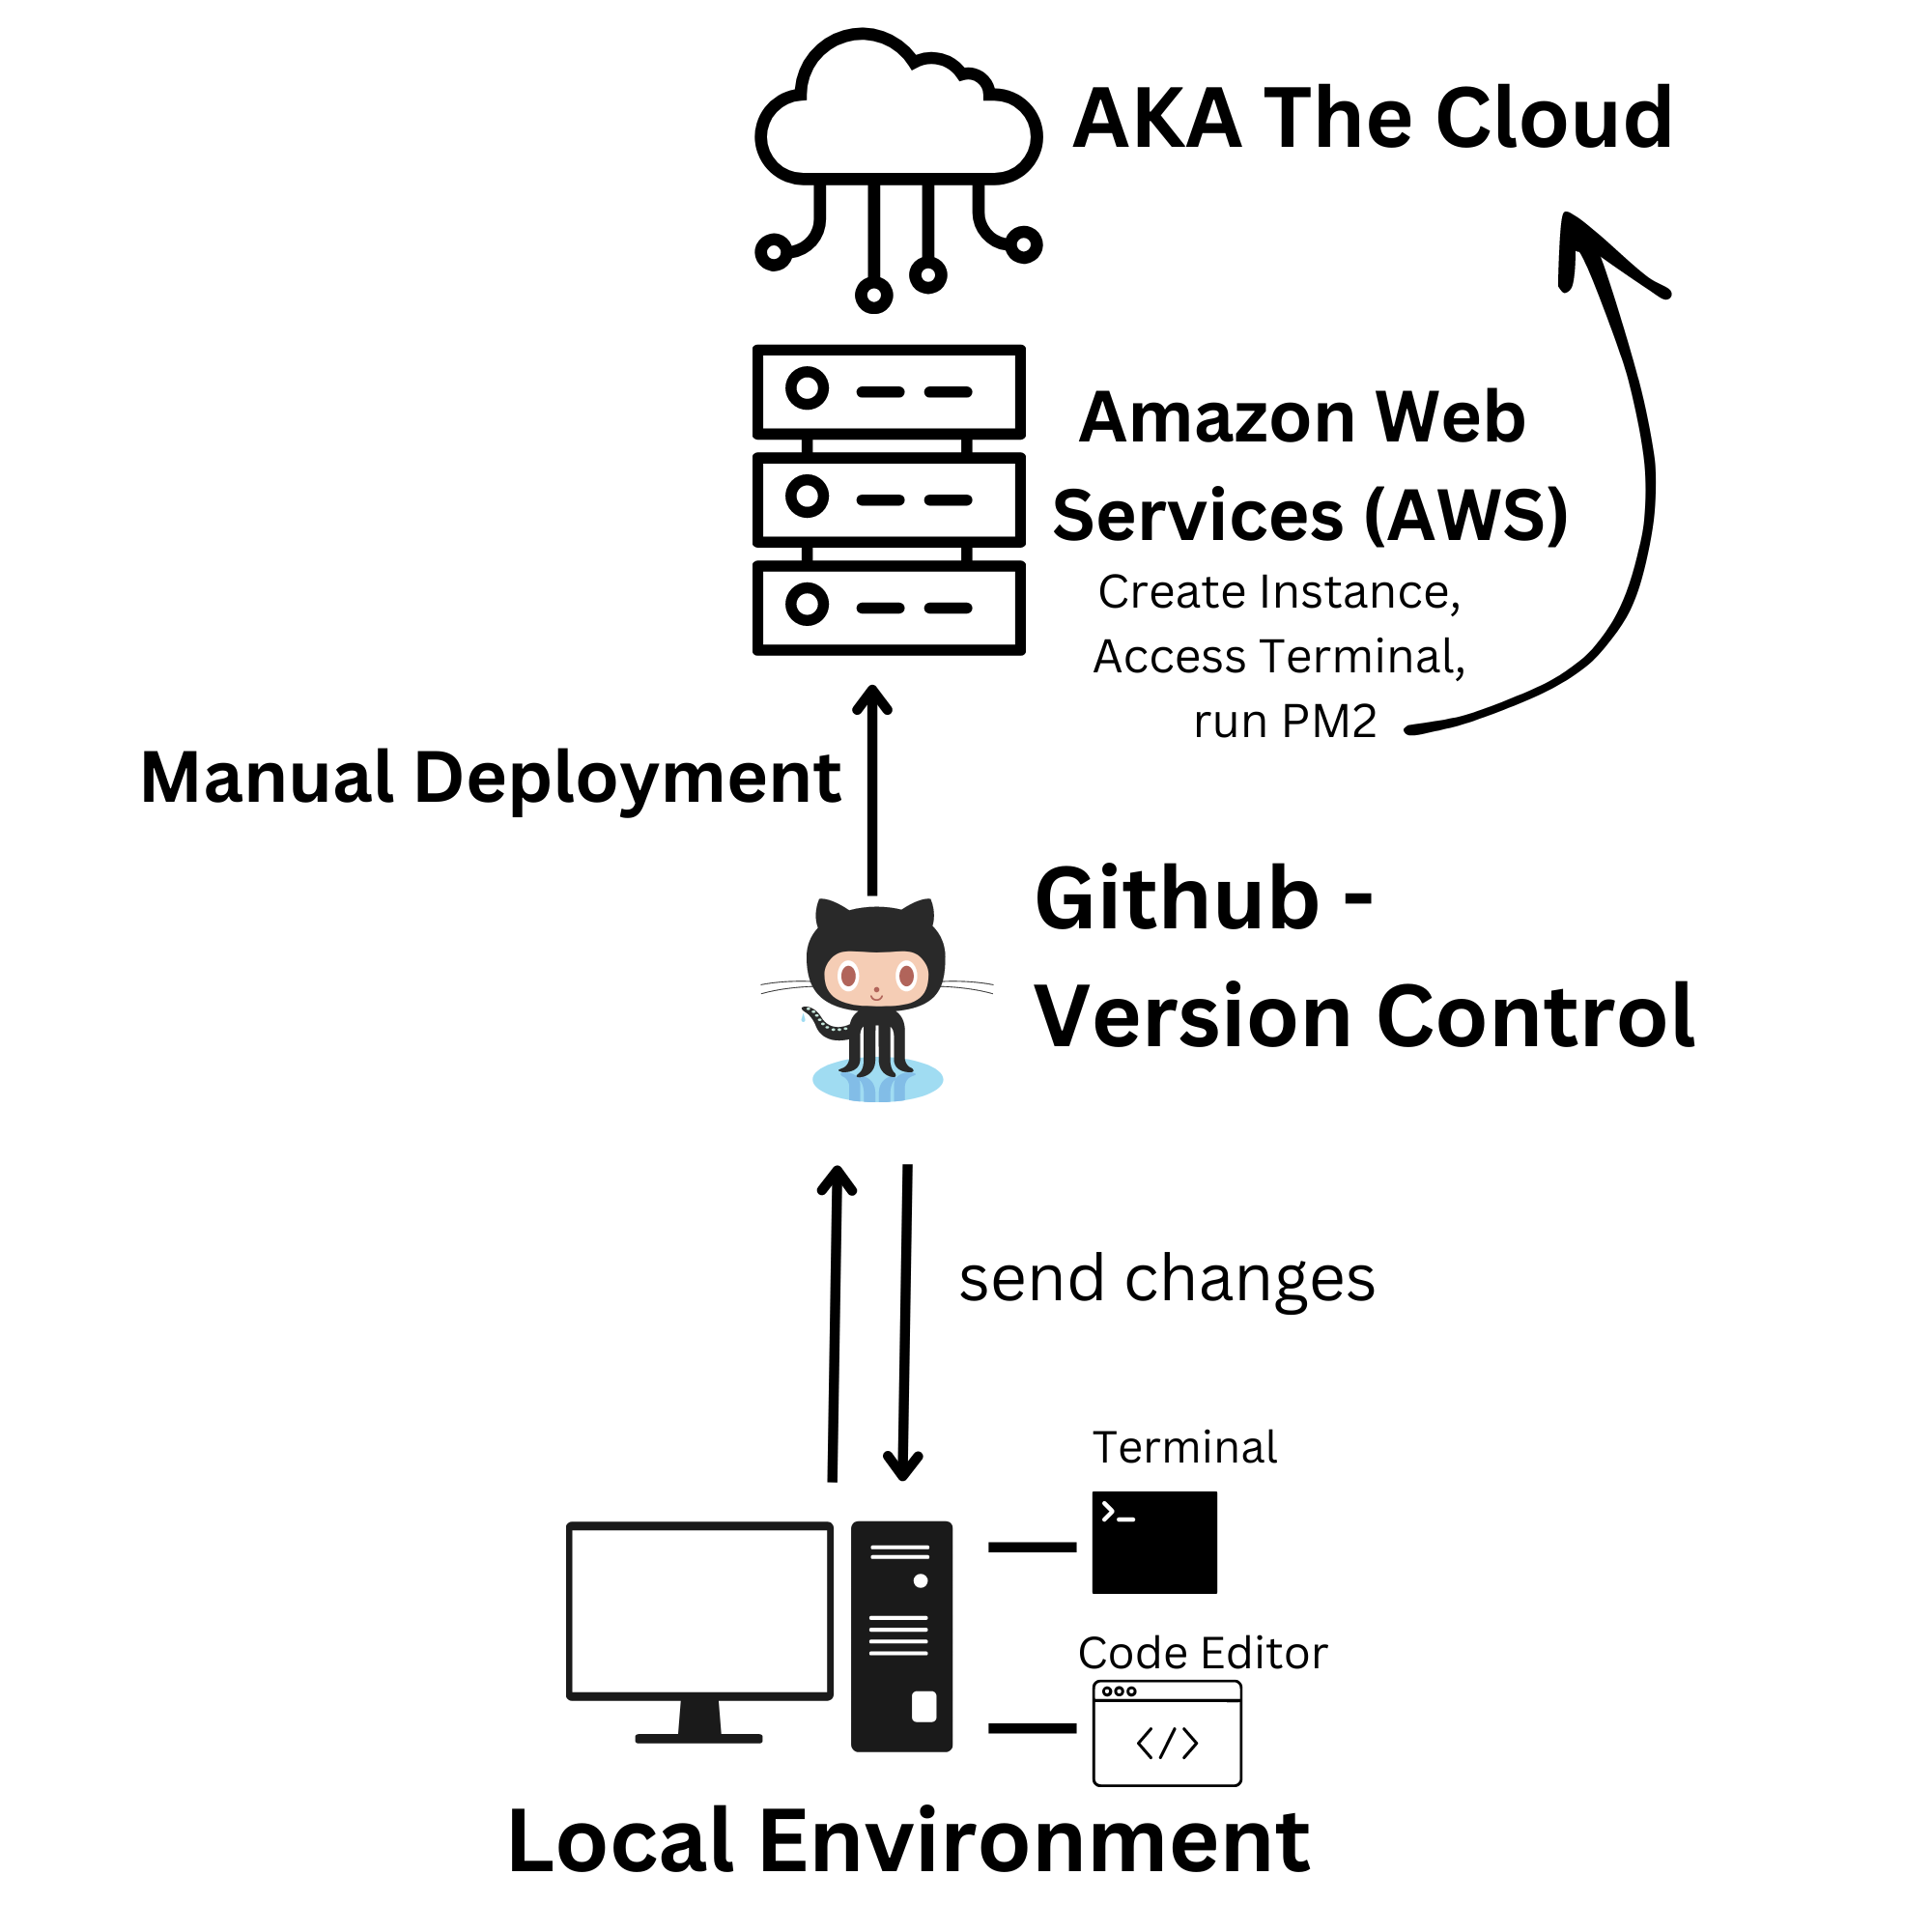 AKA The Cloud
Amazon Web
Services (AWS)
Create Instance,
Access Terminal,
run PM2
Manual Deployment
Github -
Version Control
send changes
Terminal
>_
Code Editor
</>
Local Environment